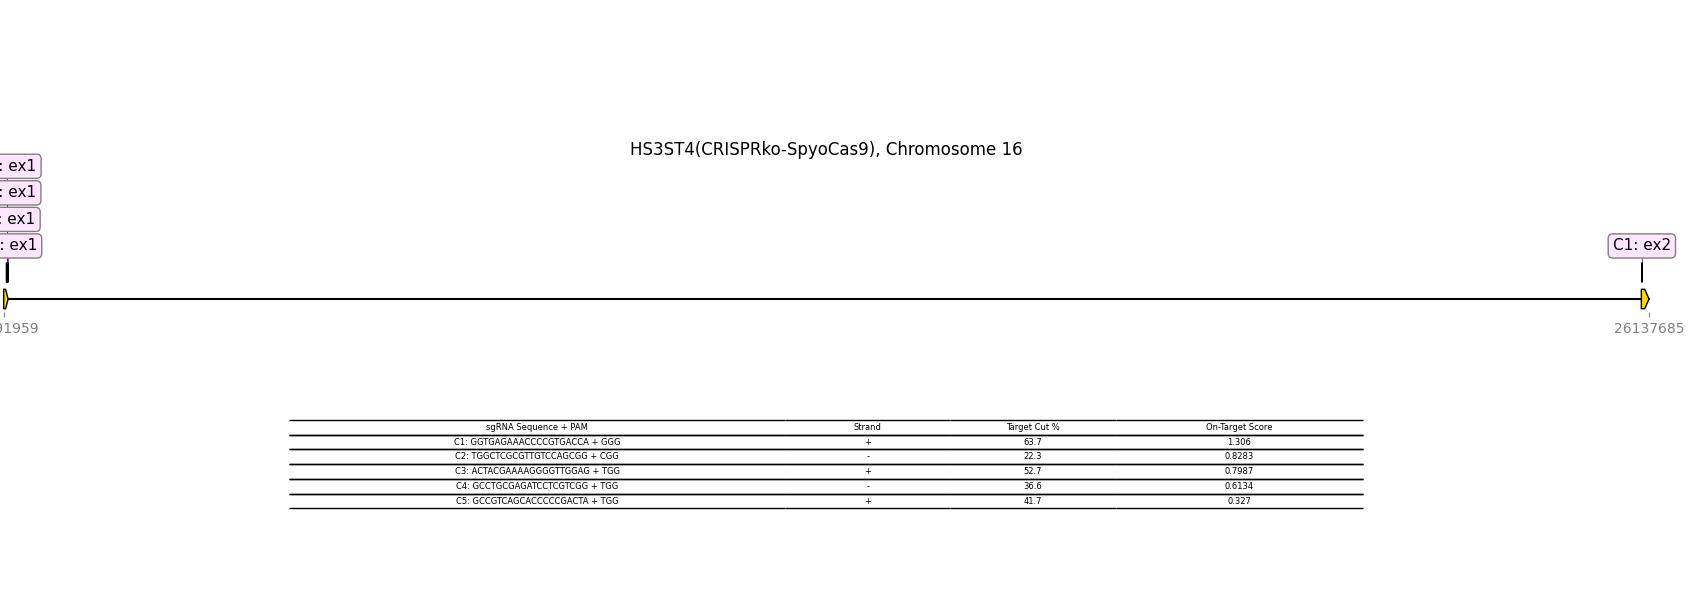 HS3ST4(CRISPRko-SpyoCas9), Chromosome 16
: ex1
: ex1
: ex1
: ex1
C1: ex2
91959
26137685
sgRNA Sequence + PAM Strand Target Cut % On-Target Score
C1: GGTGAGAAACCCCGTGACCA + GGG + 63.7 1.306
C2: TGGCTCGCGTTGTCCAGCGG + CGG - 22.3 0.8283
C3: ACTACGAAAAGGGGTTGGAG + TGG + 52.7 0.7987
C4: GCCTGCGAGATCCTCGTCGG + TGG - 36.6 0.6134
C5: GCCGTCAGCACCCCCGACTA + TGG + 41.7 0.327